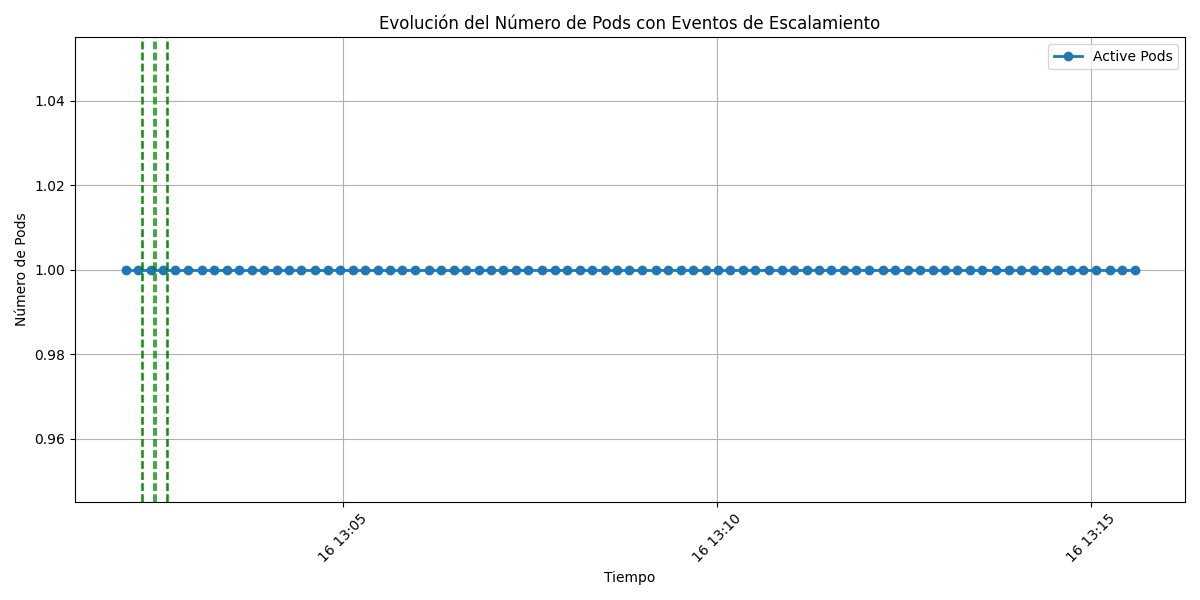 Evolución del Número de Pods con Eventos de Escalamiento
Active Pods
1.04
1.02
1.00
0.98
0.96
Número de Pods
16 13:05
16 13:10
16 13:15
Tiempo